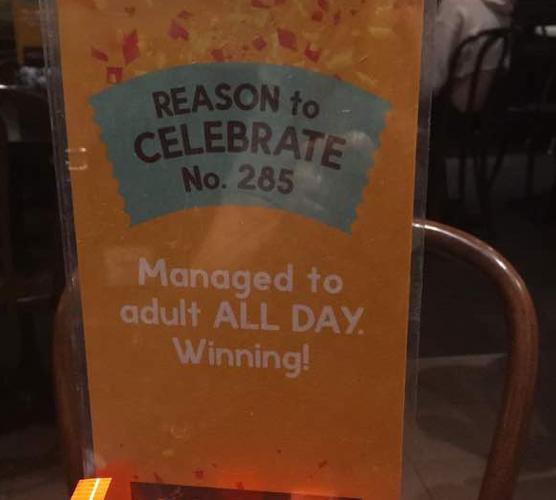 REASON to
CELEBRATE
No. 285
Managed to
adult ALL DAY.
Winning!